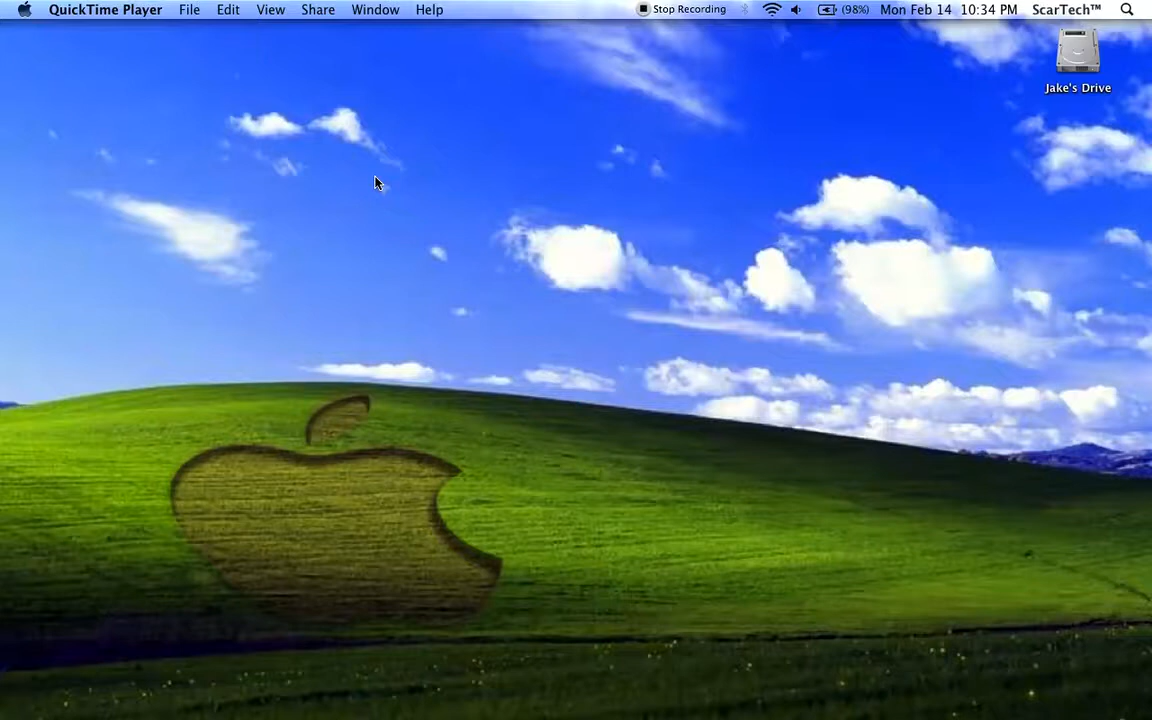 QuickTime Player File Edit View Share Window Help Stop Recording (98%) Mon Feb 14 10:34 PM ScarTech™
Jake's Drive